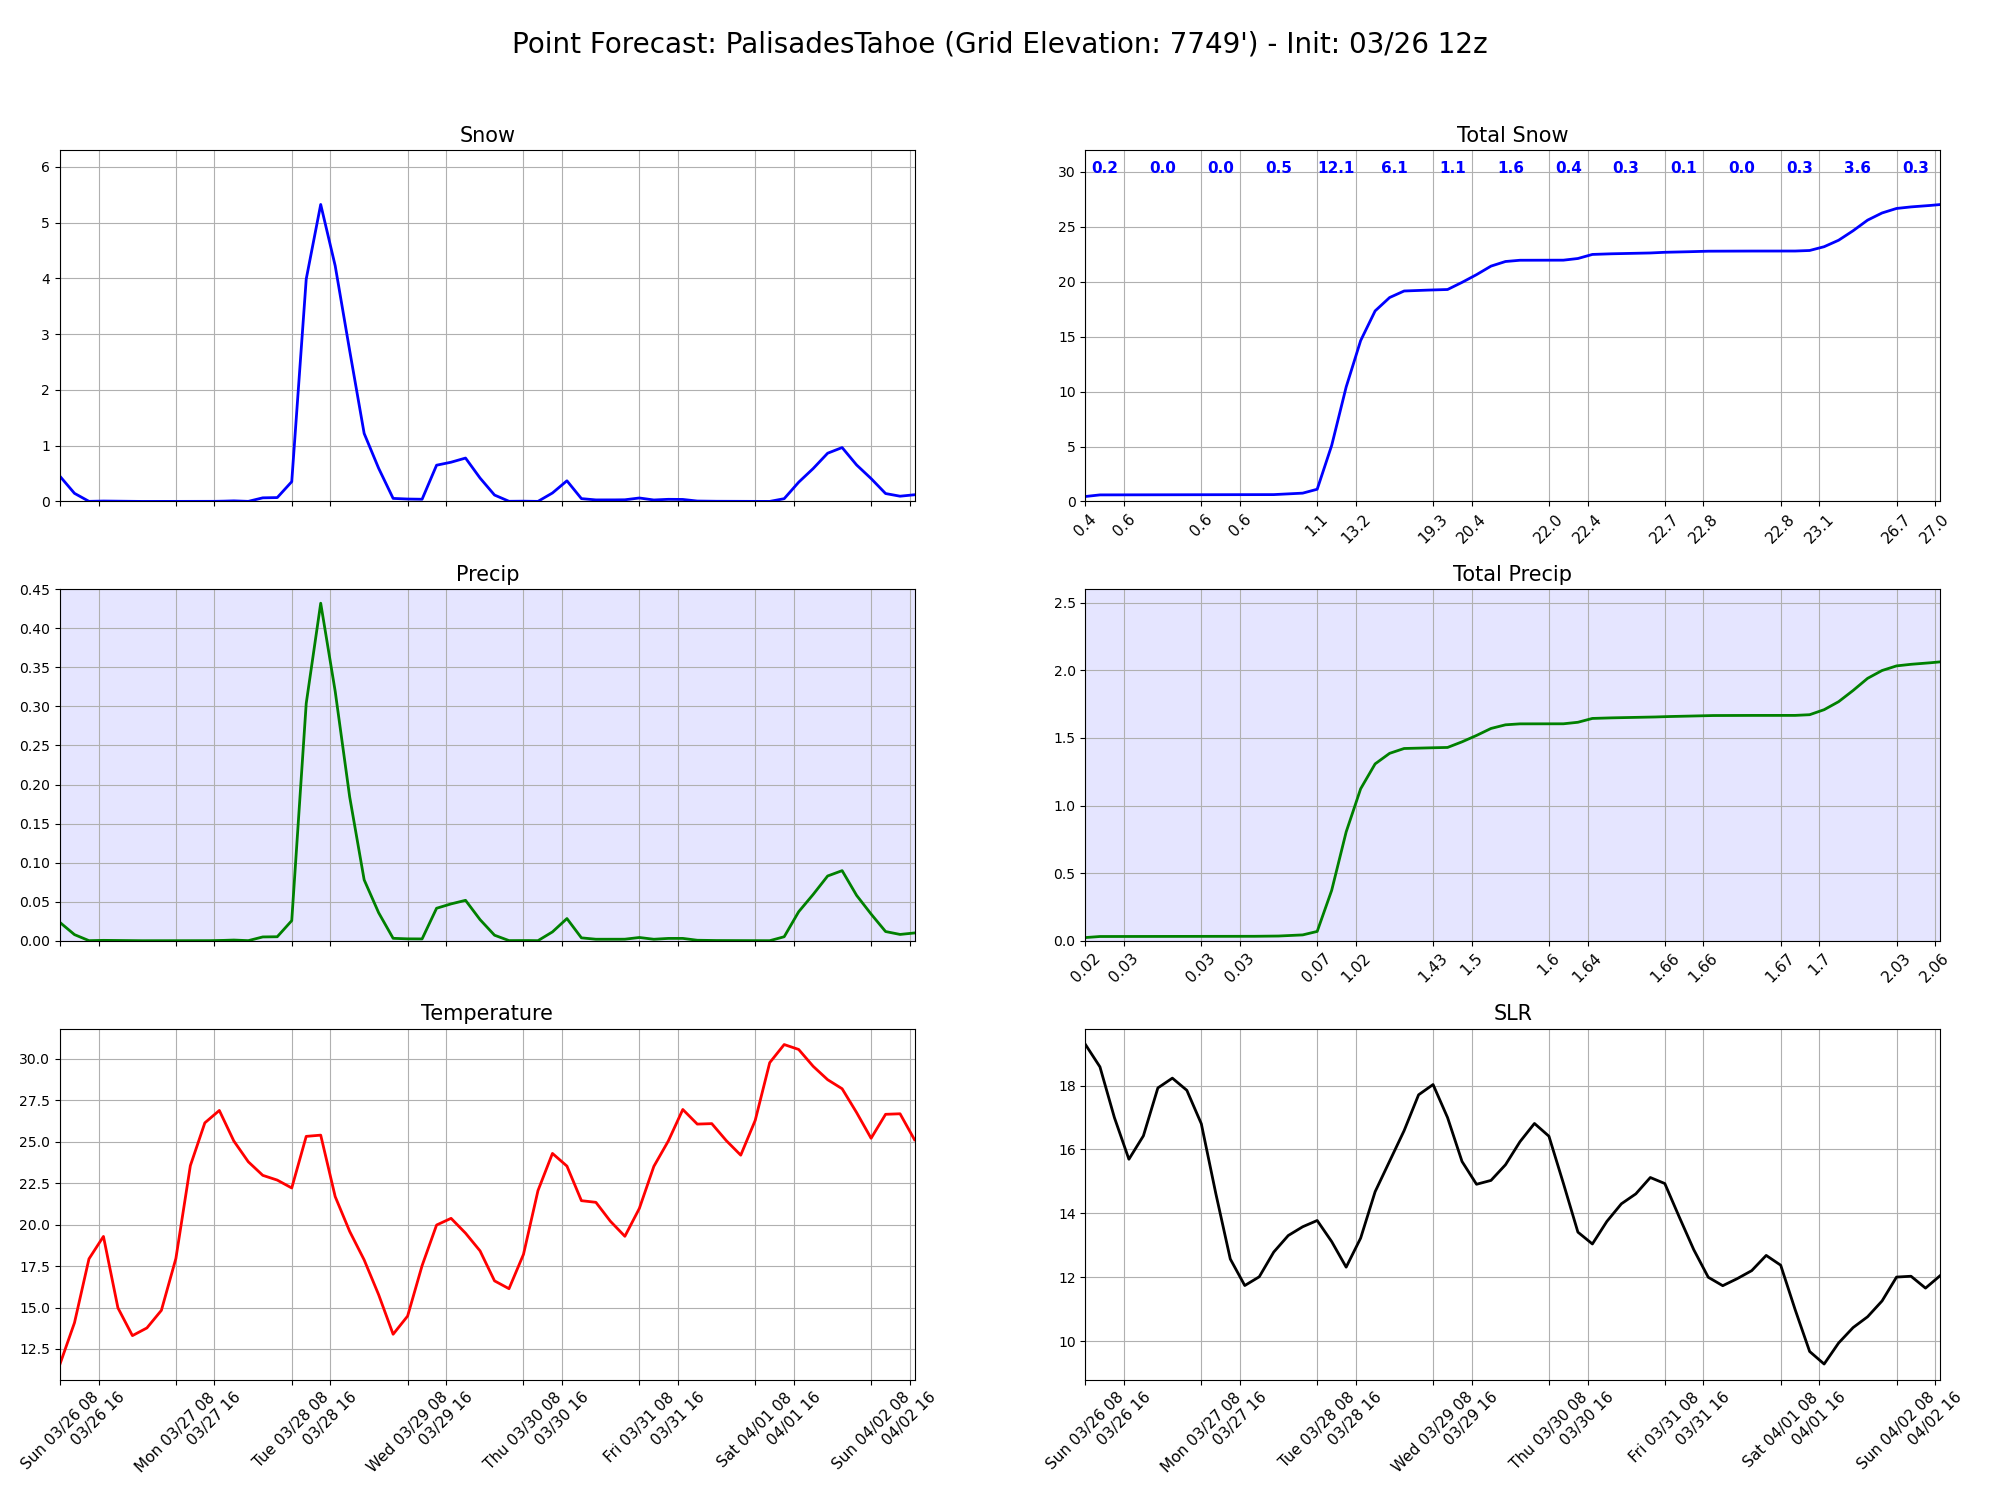 Point Forecast: PalisadesTahoe (Grid Elevation: 7749') - Init: 03/26 12z
Snow
6
5
4
3
2
1
0
Total Snow
0.2 0.0 0.0 0.5 12.1 6.1 1.1 1.6 0.4 0.3 0.1 0.0 0.3 3.6 0.3
30
25
20
15
10
5
0
0.4 0.6 0.6 0.6 1.1 13.2 19.3 20.4 22.0 22.4 22.7 22.8 22.8 23.1 26.7 27.0
Precip
0.45
0.40
0.35
0.30
0.25
0.20
0.15
0.10
0.05
0.00
Total Precip
2.5
2.0
1.5
1.0
0.5
0.0
0.02 0.03 0.03 0.03 0.07 1.02 1.43 1.5 1.6 1.64 1.66 1.66 1.67 1.7 2.03 2.06
Temperature
30.0
27.5
25.0
22.5
20.0
17.5
15.0
12.5
Sun 03/26 08
03/26 16
Mon 03/27 08
03/27 16
Tue 03/28 08
03/28 16
Wed 03/29 08
03/29 16
Thu 03/30 08
03/30 16
Fri 03/31 08
03/31 16
Sat 04/01 08
04/01 16
Sun 04/02 08
04/02 16
SLR
18
16
14
12
10
Sun 03/26 08
03/26 16
Mon 03/27 08
03/27 16
Tue 03/28 08
03/28 16
Wed 03/29 08
03/29 16
Thu 03/30 08
03/30 16
Fri 03/31 08
03/31 16
Sat 04/01 08
04/01 16
Sun 04/02 08
04/02 16